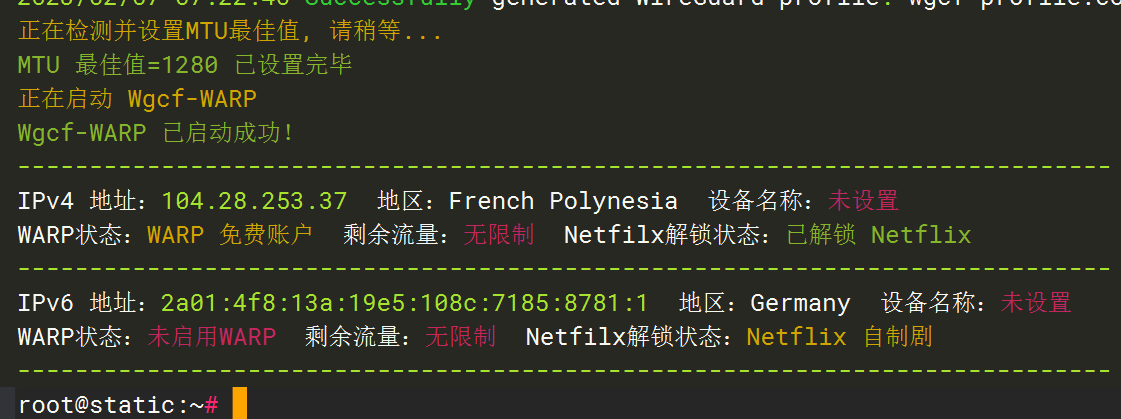 Successfully generated WireGuard profile: wgcf-profile.co
正在检测并设置MTU最佳值, 请稍等...
MTU 最佳值=1280 已设置完毕
正在启动 Wgcf-WARP
Wgcf-WARP 已启动成功!
-------------------------------------------------------------------------------------------
IPv4 地址：104.28.253.37  地区：French Polynesia  设备名称：未设置
WARP状态：WARP 免费账户  剩余流量：无限制  Netfilx解锁状态：已解锁 Netflix
-------------------------------------------------------------------------------------------
IPv6 地址：2a01:4f8:13a:19e5:108c:7185:8781:1  地区：Germany  设备名称：未设置
WARP状态：未启用WARP  剩余流量：无限制  Netfilx解锁状态：Netflix 自制剧
-------------------------------------------------------------------------------------------
root@static:~#